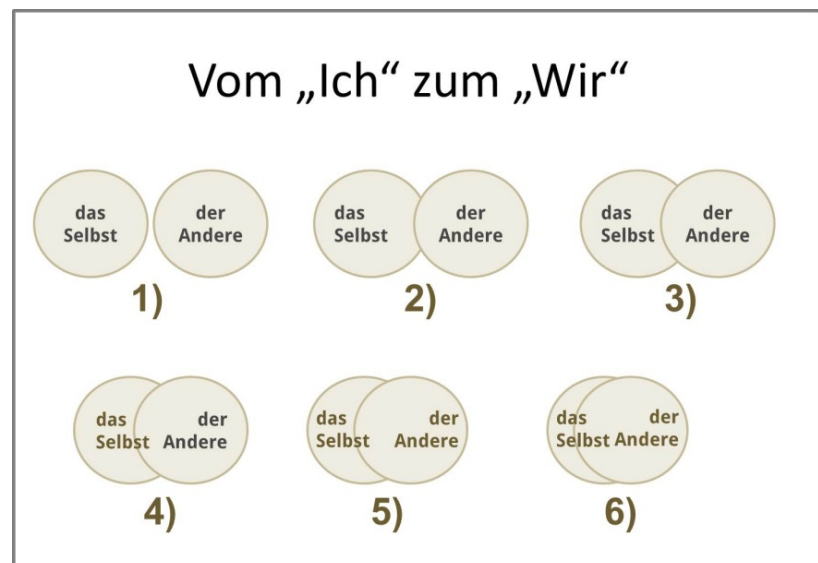 Vom „Ich“ zum „Wir“
das
Selbst
der
Andere
1)
das
Selbst
der
Andere
2)
das
Selbst
der
Andere
3)
das
Selbst
der
Andere
4)
das
Selbst
der
Andere
5)
das
Selbst
der
Andere
6)